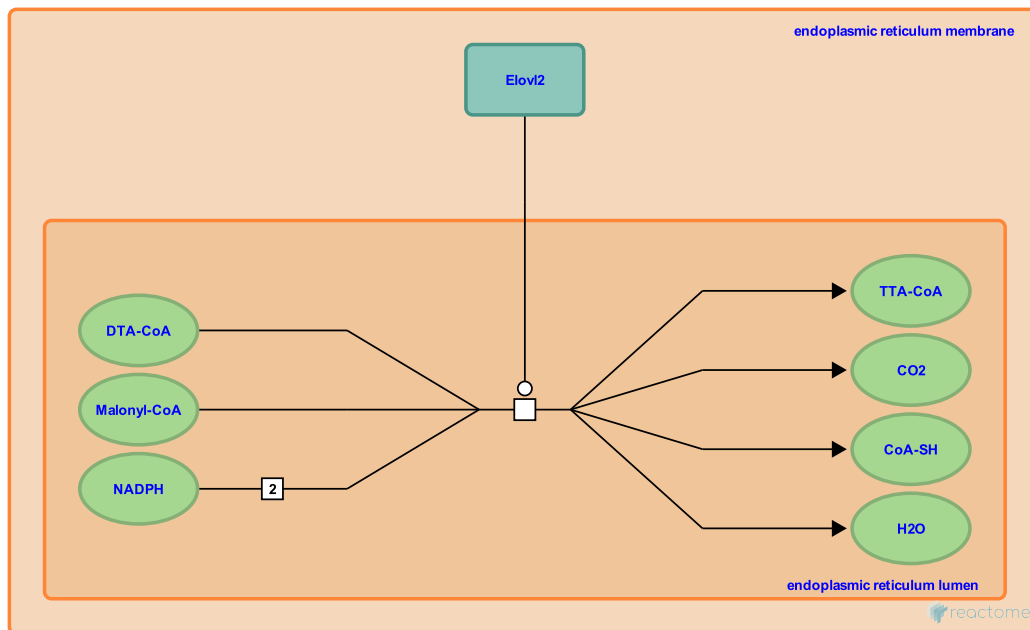 endoplasmic reticulum membrane
Elovl2
DTA-CoA
Malonyl-CoA
NADPH
2
TTA-CoA
CO2
CoA-SH
H2O
endoplasmic reticulum lumen
reactome